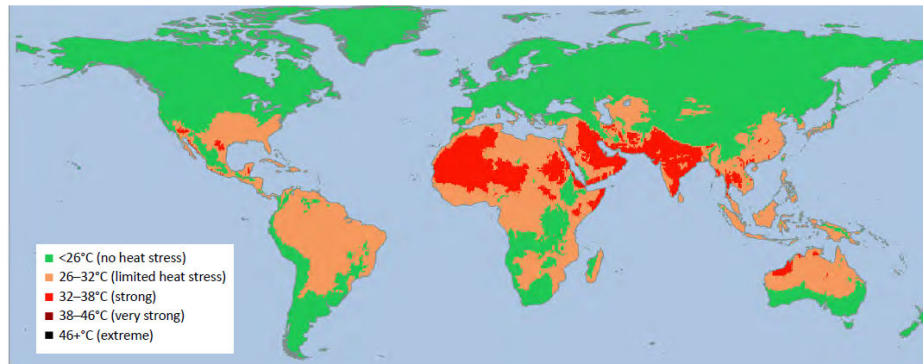 <26°C (no heat stress)
26–32°C (limited heat stress)
32–38°C (strong)
38–46°C (very strong)
46+°C (extreme)